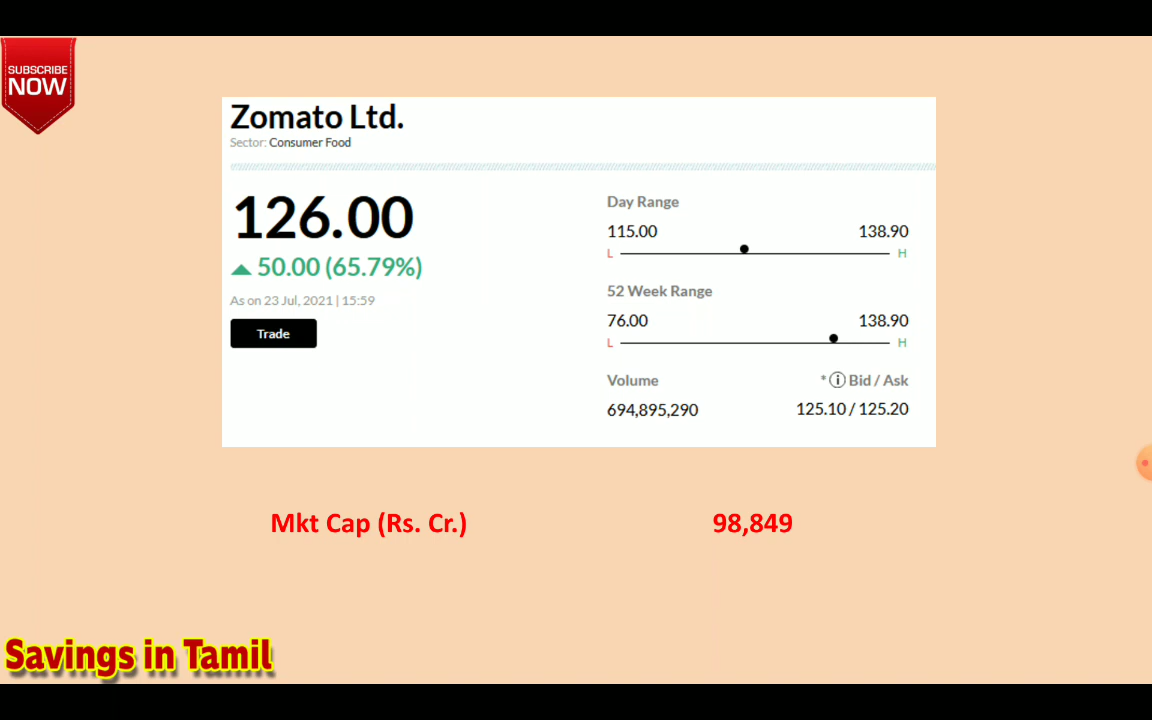 SUBSCRIBE
NOW
Zomato Ltd.
Sector: Consumer Food
126.00
50.00 (65.79%)
As on 23 Jul, 2021 | 15:59
Trade
Day Range
115.00 138.90
L H
52 Week Range
76.00 138.90
L H
Volume * i Bid / Ask
694,895,290 125.10 / 125.20
Mkt Cap (Rs. Cr.) 98,849
Savings in Tamil